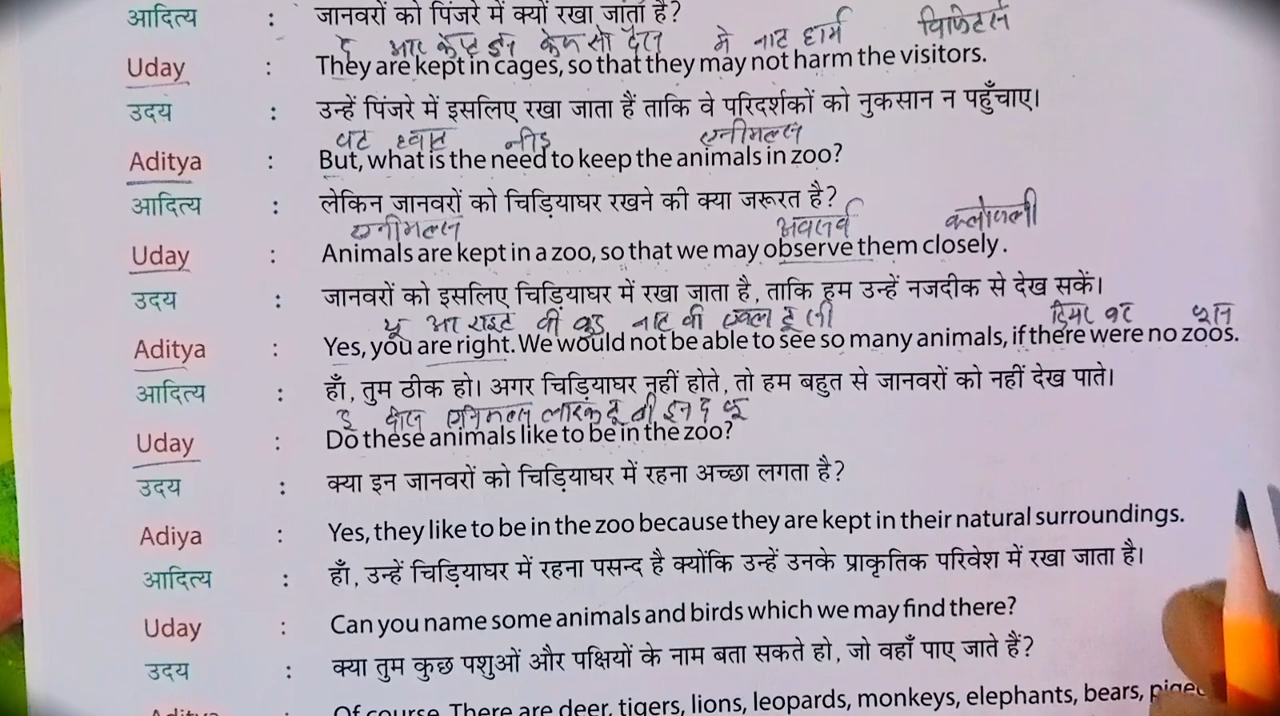 आदित्य : जानवरों को पिंजरे में क्यों रखा जाता है?
मे नाट हार्म विजिटर्स
Uday : They are kept in cages, so that they may not harm the visitors.
उदय : उन्हें पिंजरे में इसलिए रखा जाता हैं ताकि वे परिदर्शकों को नुकसान न पहुँचाए।
नीड एनीमल्स
Aditya : But, what is the need to keep the animals in zoo?
आदित्य : लेकिन जानवरों को चिड़ियाघर रखने की क्या जरूरत है?
एनीमल्स क्लोजली
Uday : Animals are kept in a zoo, so that we may observe them closely.
उदय : जानवरों को इसलिए चिड़ियाघर में रखा जाता है, ताकि हम उन्हें नजदीक से देख सकें।
यू आर राइट वी वुड नाट बी एबल टू सी
Aditya : Yes, you are right. We would not be able to see so many animals, if there were no zoos.
आदित्य : हाँ, तुम ठीक हो। अगर चिड़ियाघर नहीं होते, तो हम बहुत से जानवरों को नहीं देख पाते।
डू दीज एनिमल्स लाइक टू बी इन द जू
Uday : Do these animals like to be in the zoo?
उदय : क्या इन जानवरों को चिड़ियाघर में रहना अच्छा लगता है?
Adiya : Yes, they like to be in the zoo because they are kept in their natural surroundings.
आदित्य : हाँ, उन्हें चिड़ियाघर में रहना पसन्द है क्योंकि उन्हें उनके प्राकृतिक परिवेश में रखा जाता है।
Uday : Can you name some animals and birds which we may find there?
उदय : क्या तुम कुछ पशुओं और पक्षियों के नाम बता सकते हो, जो वहाँ पाए जाते हैं?
Aditya : Of course. There are deer, tigers, lions, leopards, monkeys, elephants, bears,